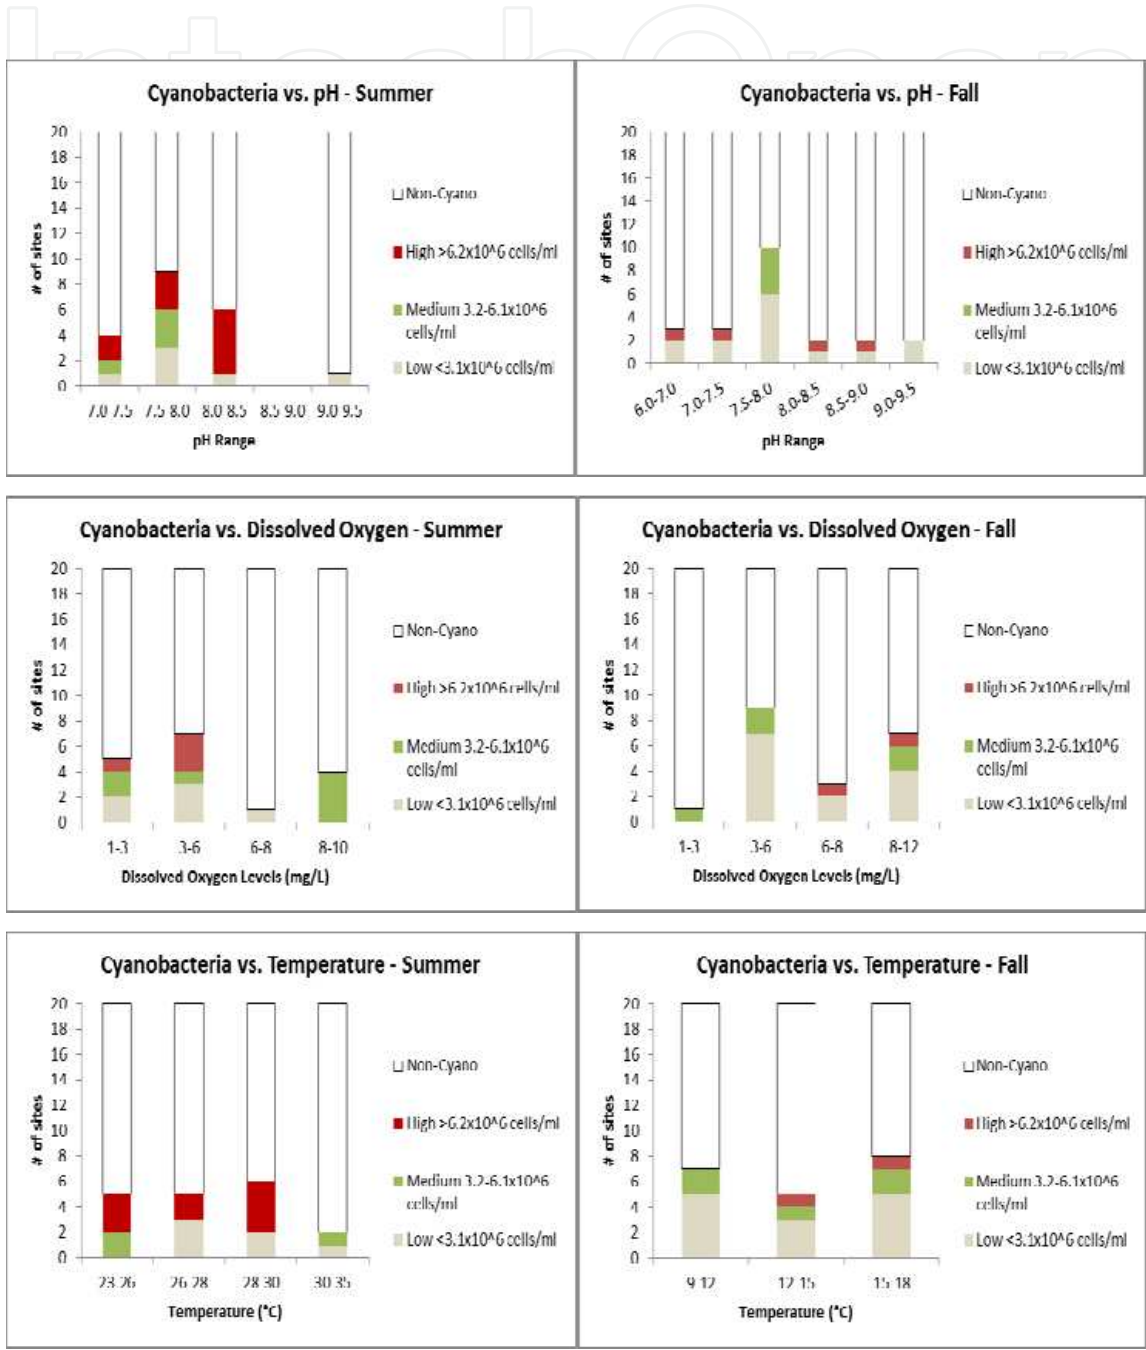 IntechOpen
Cyanobacteria vs. pH - Summer
20
18
16
14
12
10
8
6
4
2
0
# of sites
7.0 7.5
7.5 8.0
8.0 8.5
8.5 9.0
9.0 9.5
pH Range
Non-Cyano
High >6.2x10^6 cells/ml
Medium 3.2-6.1x10^6
cells/ml
Low <3.1x10^6 cells/ml
Cyanobacteria vs. pH - Fall
20
18
16
14
12
10
8
6
4
2
0
# of sites
6.0-7.0
7.0-7.5
7.5-8.0
8.0-8.5
8.5-9.0
9.0-9.5
pH Range
Non-Cyano
High >6.2x10^6 cells/ml
Medium 3.2-6.1x10^6
cells/ml
Low <3.1x10^6 cells/ml
Cyanobacteria vs. Dissolved Oxygen - Summer
20
18
16
14
12
10
8
6
4
2
0
# of sites
1-3
3-6
6-8
8-10
Dissolved Oxygen Levels (mg/L)
Non-Cyano
High >6.2x10^6 cells/ml
Medium 3.2-6.1x10^6
cells/ml
Low <3.1x10^6 cells/ml
Cyanobacteria vs. Dissolved Oxygen - Fall
20
18
16
14
12
10
8
6
4
2
0
# of sites
1-3
3-6
6-8
8-12
Dissolved Oxygen Levels (mg/L)
Non-Cyano
High >6.2x10^6 cells/ml
Medium 3.2-6.1x10^6
cells/ml
Low <3.1x10^6 cells/ml
Cyanobacteria vs. Temperature - Summer
20
18
16
14
12
10
8
6
4
2
0
# of sites
23 26
26 28
28 30
30 35
Temperature (°C)
Non-Cyano
High >6.2x10^6 cells/ml
Medium 3.2-6.1x10^6
cells/ml
Low <3.1x10^6 cells/ml
Cyanobacteria vs. Temperature - Fall
20
18
16
14
12
10
8
6
4
2
0
# of sites
9 12
12 15
15 18
Temperature (°C)
Non-Cyano
High >6.2x10^6 cells/ml
Medium 3.2-6.1x10^6
cells/ml
Low <3.1x10^6 cells/ml